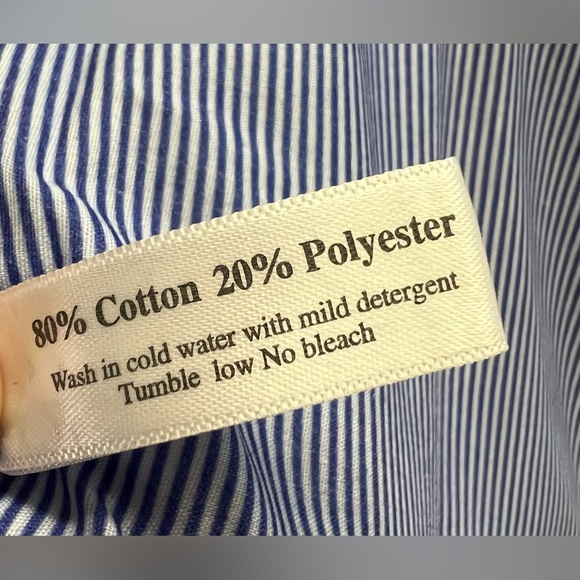 80% Cotton 20% Polyester
Wash in cold water with mild detergent
Tumble low No bleach